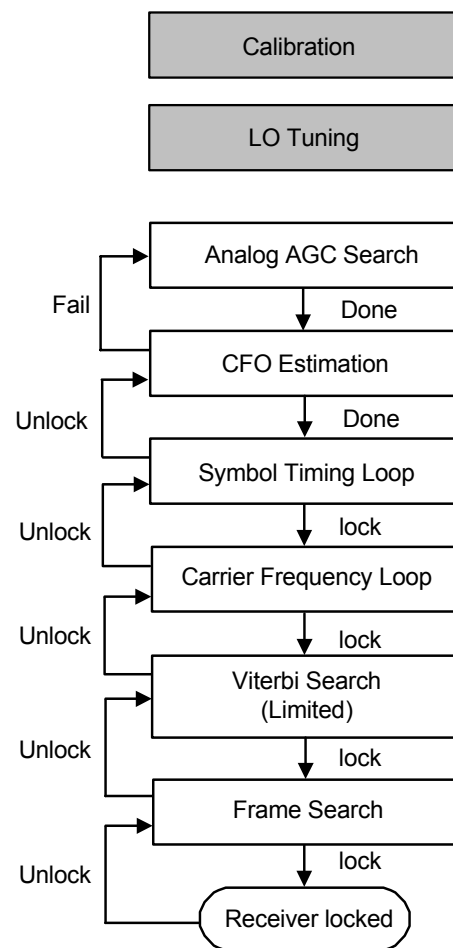 Calibration
LO Tuning
Analog AGC Search
Fail
Done
CFO Estimation
Unlock
Done
Symbol Timing Loop
Unlock
lock
Carrier Frequency Loop
Unlock
lock
Viterbi Search
(Limited)
Unlock
lock
Frame Search
Unlock
lock
Receiver locked